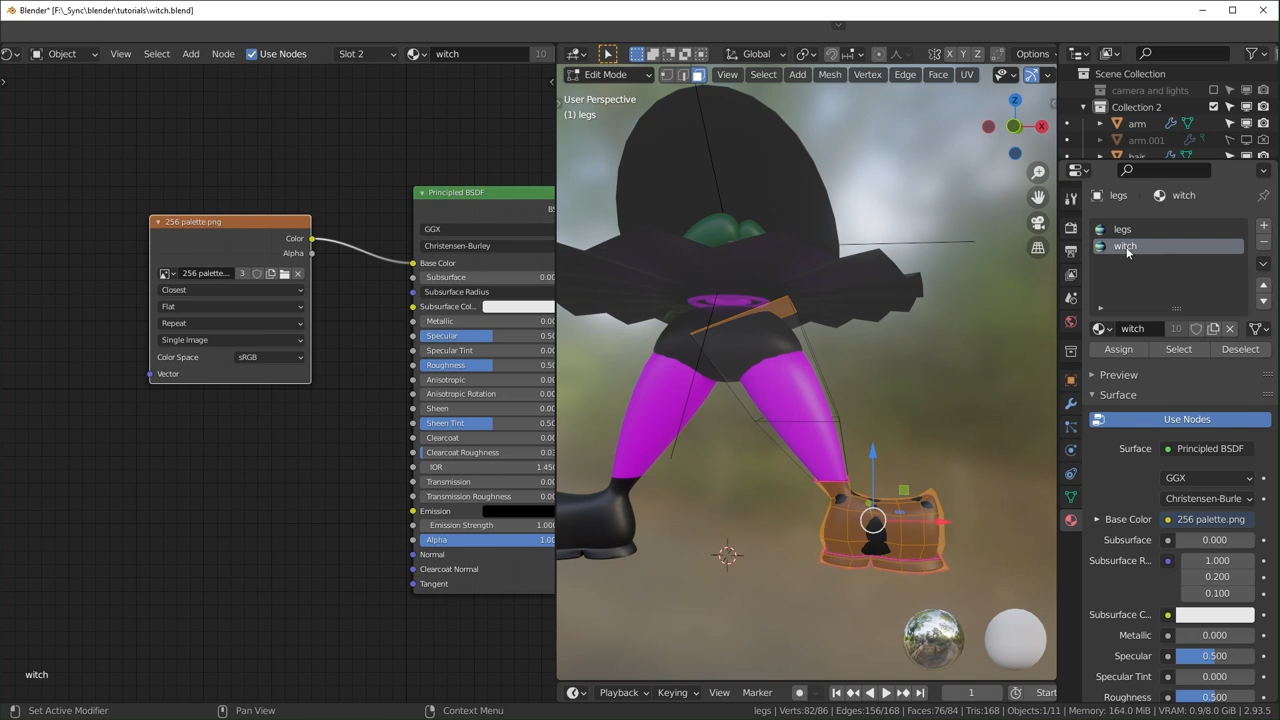 Blender* [F:\_Sync\blender\tutorials\witch.blend]
Object View Select Add Node Use Nodes Slot 2 witch 10
Global X Y Z Options
Edit Mode View Select Add Mesh Vertex Edge Face UV
Scene Collection
camera and lights
Collection 2
arm
arm.001
hair
User Perspective
(1) legs
Z
X
legs witch
legs
witch
witch 10
Assign Select Deselect
Preview
Surface
Use Nodes
Surface Principled BSDF
GGX
Christensen-Burle
Base Color 256 palette.png
Subsurface 0.000
Subsurface R... 1.000
0.200
0.100
Subsurface C...
Metallic 0.000
Specular 0.500
Specular Tint 0.000
Roughness 0.500
256 palette.png
Color
Alpha
256 palette... 3
Closest
Flat
Repeat
Single Image
Color Space sRGB
Vector
Principled BSDF
BS
GGX
Christensen-Burley
Base Color
Subsurface 0.00
Subsurface Radius
Subsurface Col...
Metallic 0.00
Specular 0.50
Specular Tint 0.00
Roughness 0.50
Anisotropic 0.00
Anisotropic Rotation 0.00
Sheen 0.00
Sheen Tint 0.50
Clearcoat 0.00
Clearcoat Roughness 0.03
IOR 1.450
Transmission 0.00
Transmission Roughness 0.00
Emission
Emission Strength 1.000
Alpha 1.00
Normal
Clearcoat Normal
Tangent
witch
Playback Keying View Marker 1 Start
Set Active Modifier Pan View Context Menu legs | Verts:82/86 | Edges:156/168 | Faces:76/84 | Tris:168 | Objects:1/11 | Memory: 164.0 MiB | VRAM: 0.9/8.0 GiB | 2.93.5